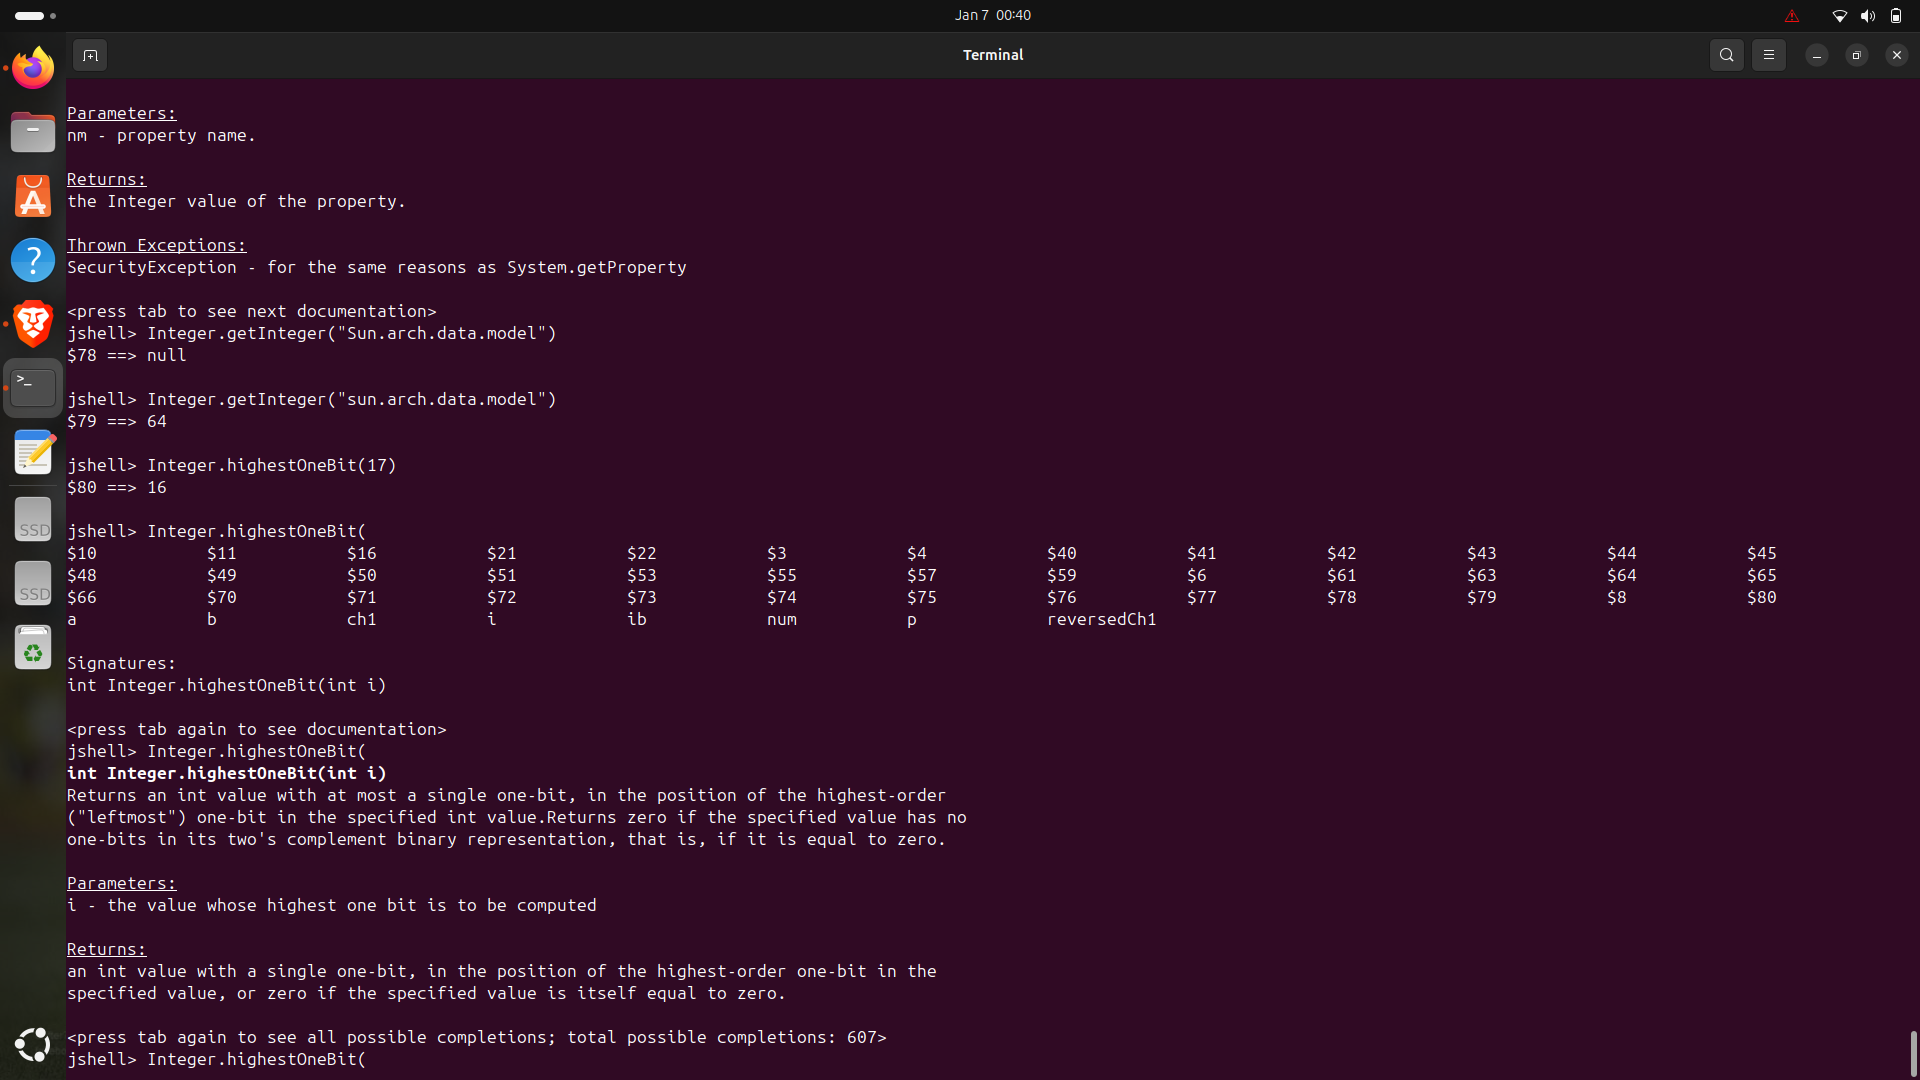 Jan 7 00:40
Terminal
Parameters:
nm - property name.
Returns:
the Integer value of the property.
Thrown Exceptions:
SecurityException - for the same reasons as System.getProperty
<press tab to see next documentation>
jshell> Integer.getInteger("Sun.arch.data.model")
$78 ==> null
jshell> Integer.getInteger("sun.arch.data.model")
$79 ==> 64
jshell> Integer.highestOneBit(17)
$80 ==> 16
jshell> Integer.highestOneBit(
$10 $11 $16 $21 $22 $3 $4 $40 $41 $42 $43 $44 $45
$48 $49 $50 $51 $53 $55 $57 $59 $6 $61 $63 $64 $65
$66 $70 $71 $72 $73 $74 $75 $76 $77 $78 $79 $8 $80
a b ch1 i ib num p reversedCh1
Signatures:
int Integer.highestOneBit(int i)
<press tab again to see documentation>
jshell> Integer.highestOneBit(
int Integer.highestOneBit(int i)
Returns an int value with at most a single one-bit, in the position of the highest-order
("leftmost") one-bit in the specified int value.Returns zero if the specified value has no
one-bits in its two's complement binary representation, that is, if it is equal to zero.
Parameters:
i - the value whose highest one bit is to be computed
Returns:
an int value with a single one-bit, in the position of the highest-order one-bit in the
specified value, or zero if the specified value is itself equal to zero.
<press tab again to see all possible completions; total possible completions: 607>
jshell> Integer.highestOneBit(
>_
SSD
SSD